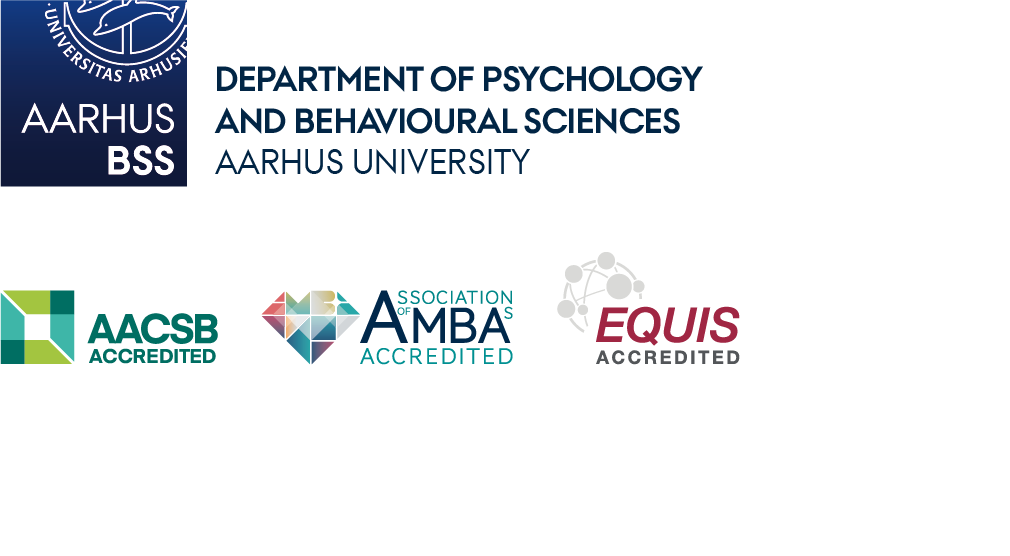 · UNIVERSITAS ARHUSIE
AARHUS
BSS
DEPARTMENT OF PSYCHOLOGY
AND BEHAVIOURAL SCIENCES
AARHUS UNIVERSITY
AACSB
ACCREDITED
ASSOCIATION
OF MBAs
ACCREDITED
EQUIS
ACCREDITED